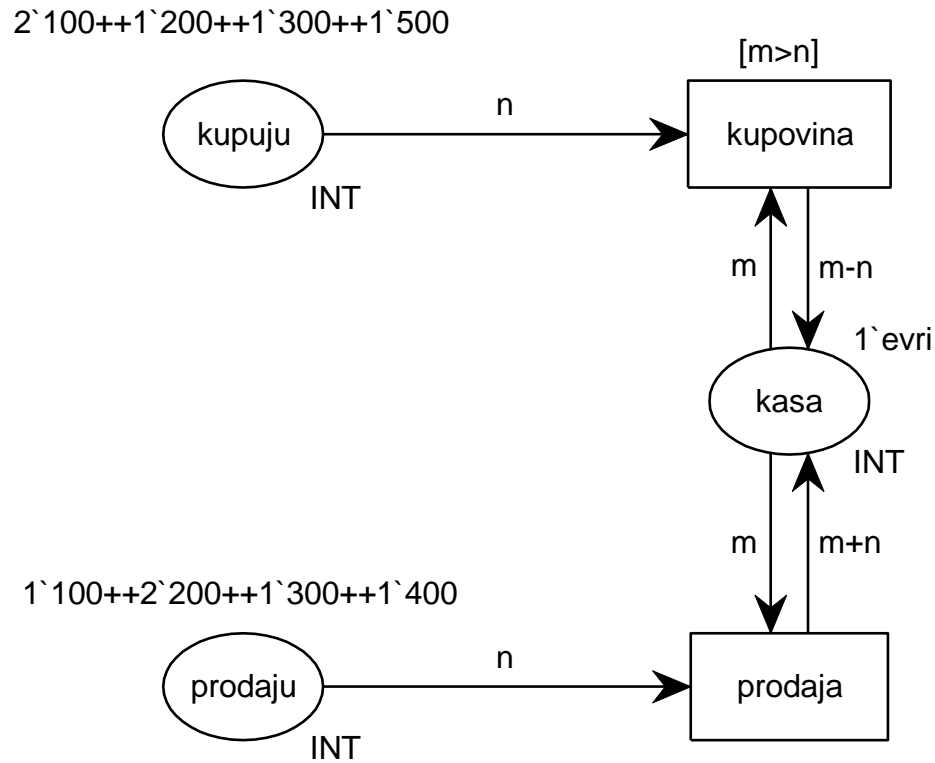 2`100++1`200++1`300++1`500
[m>n]
n
kupuju
kupovina
INT
m
m-n
1`evri
kasa
INT
m
m+n
1`100++2`200++1`300++1`400
n
prodaju
prodaja
INT